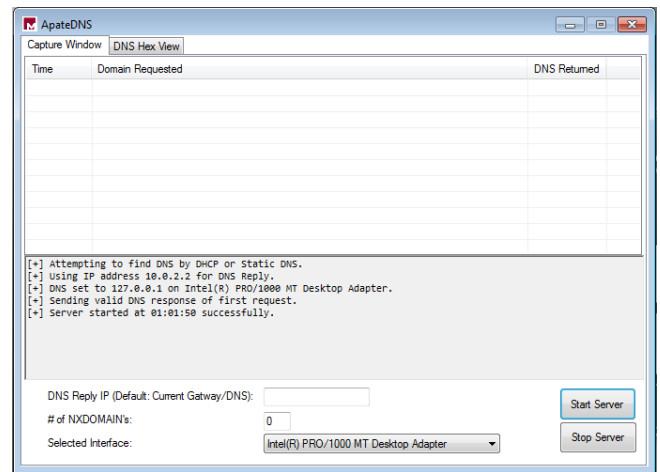 ApateDNS
Capture Window DNS Hex View
Time Domain Requested DNS Returned
[+] Attempting to find DNS by DHCP or Static DNS.
[+] Using IP address 10.0.2.2 for DNS Reply.
[+] DNS set to 127.0.0.1 on Intel(R) PRO/1000 MT Desktop Adapter.
[+] Sending valid DNS response of first request.
[+] Server started at 01:01:50 successfully.
DNS Reply IP (Default: Current Gatway/DNS):
Start Server
# of NXDOMAIN's: 0
Selected Interface: Intel(R) PRO/1000 MT Desktop Adapter
Stop Server